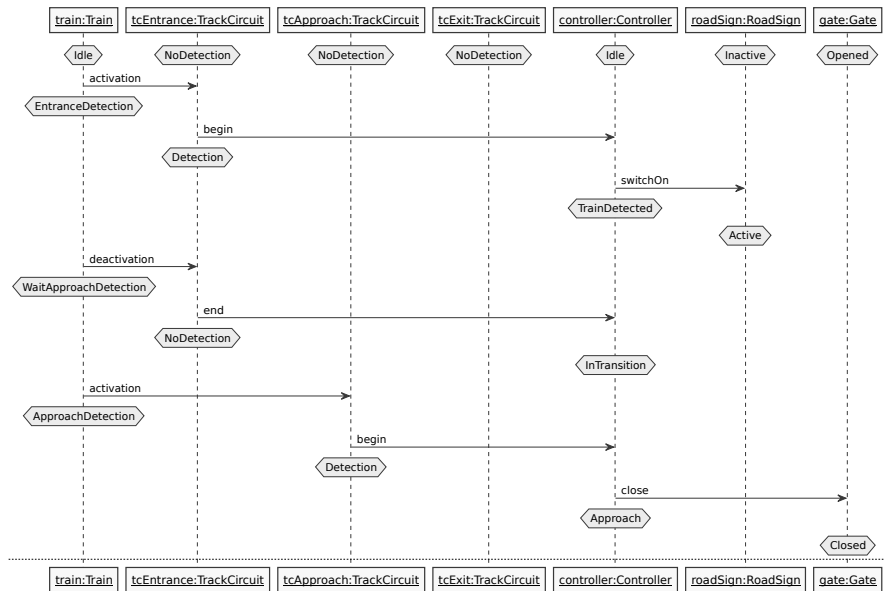 train:Train tcEntrance:TrackCircuit tcApproach:TrackCircuit tcExit:TrackCircuit controller:Controller roadSign:RoadSign gate:Gate
Idle NoDetection NoDetection NoDetection Idle Inactive Opened
activation
EntranceDetection
begin
Detection
switchOn
TrainDetected
Active
deactivation
WaitApproachDetection
end
NoDetection
InTransition
activation
ApproachDetection
begin
Detection
close
Approach
Closed
train:Train tcEntrance:TrackCircuit tcApproach:TrackCircuit tcExit:TrackCircuit controller:Controller roadSign:RoadSign gate:Gate